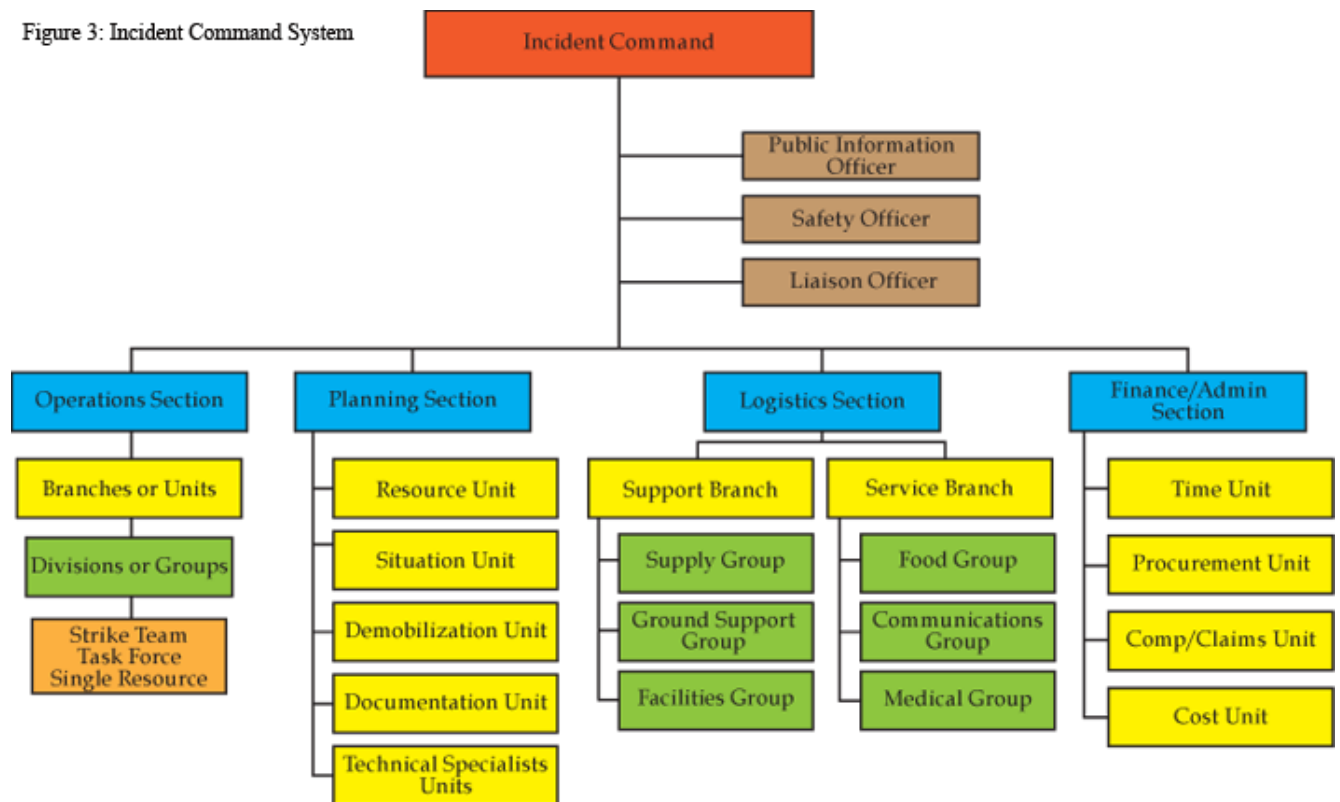 Figure 3: Incident Command System
Incident Command
Public Information
Officer
Safety Officer
Liaison Officer
Operations Section
Planning Section
Logistics Section
Finance/Admin
Section
Branches or Units
Divisions or Groups
Strike Team
Task Force
Single Resource
Resource Unit
Situation Unit
Demobilization Unit
Documentation Unit
Technical Specialists
Units
Support Branch
Supply Group
Ground Support
Group
Facilities Group
Service Branch
Food Group
Communications
Group
Medical Group
Time Unit
Procurement Unit
Comp/Claims Unit
Cost Unit